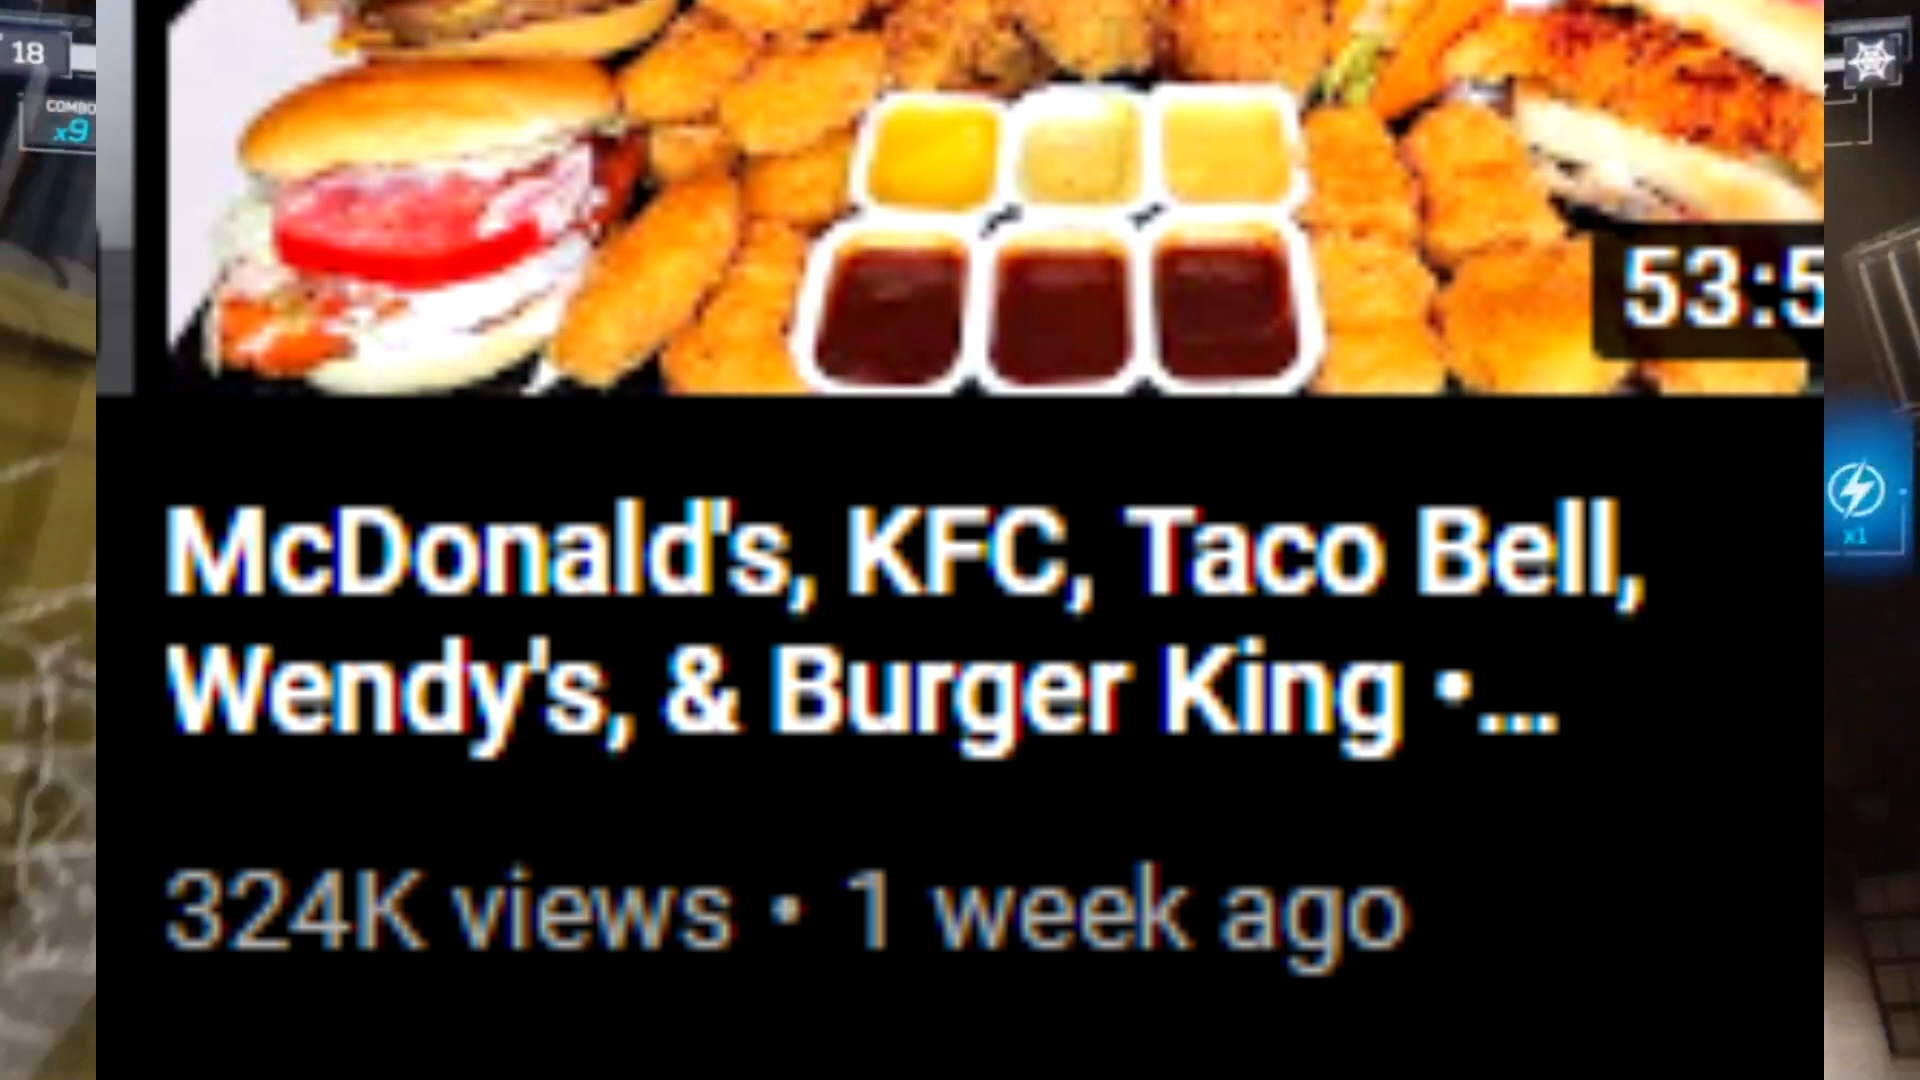 18
COMBO
x9
53:5
McDonald's, KFC, Taco Bell,
Wendy's, & Burger King •...
324K views • 1 week ago
x1